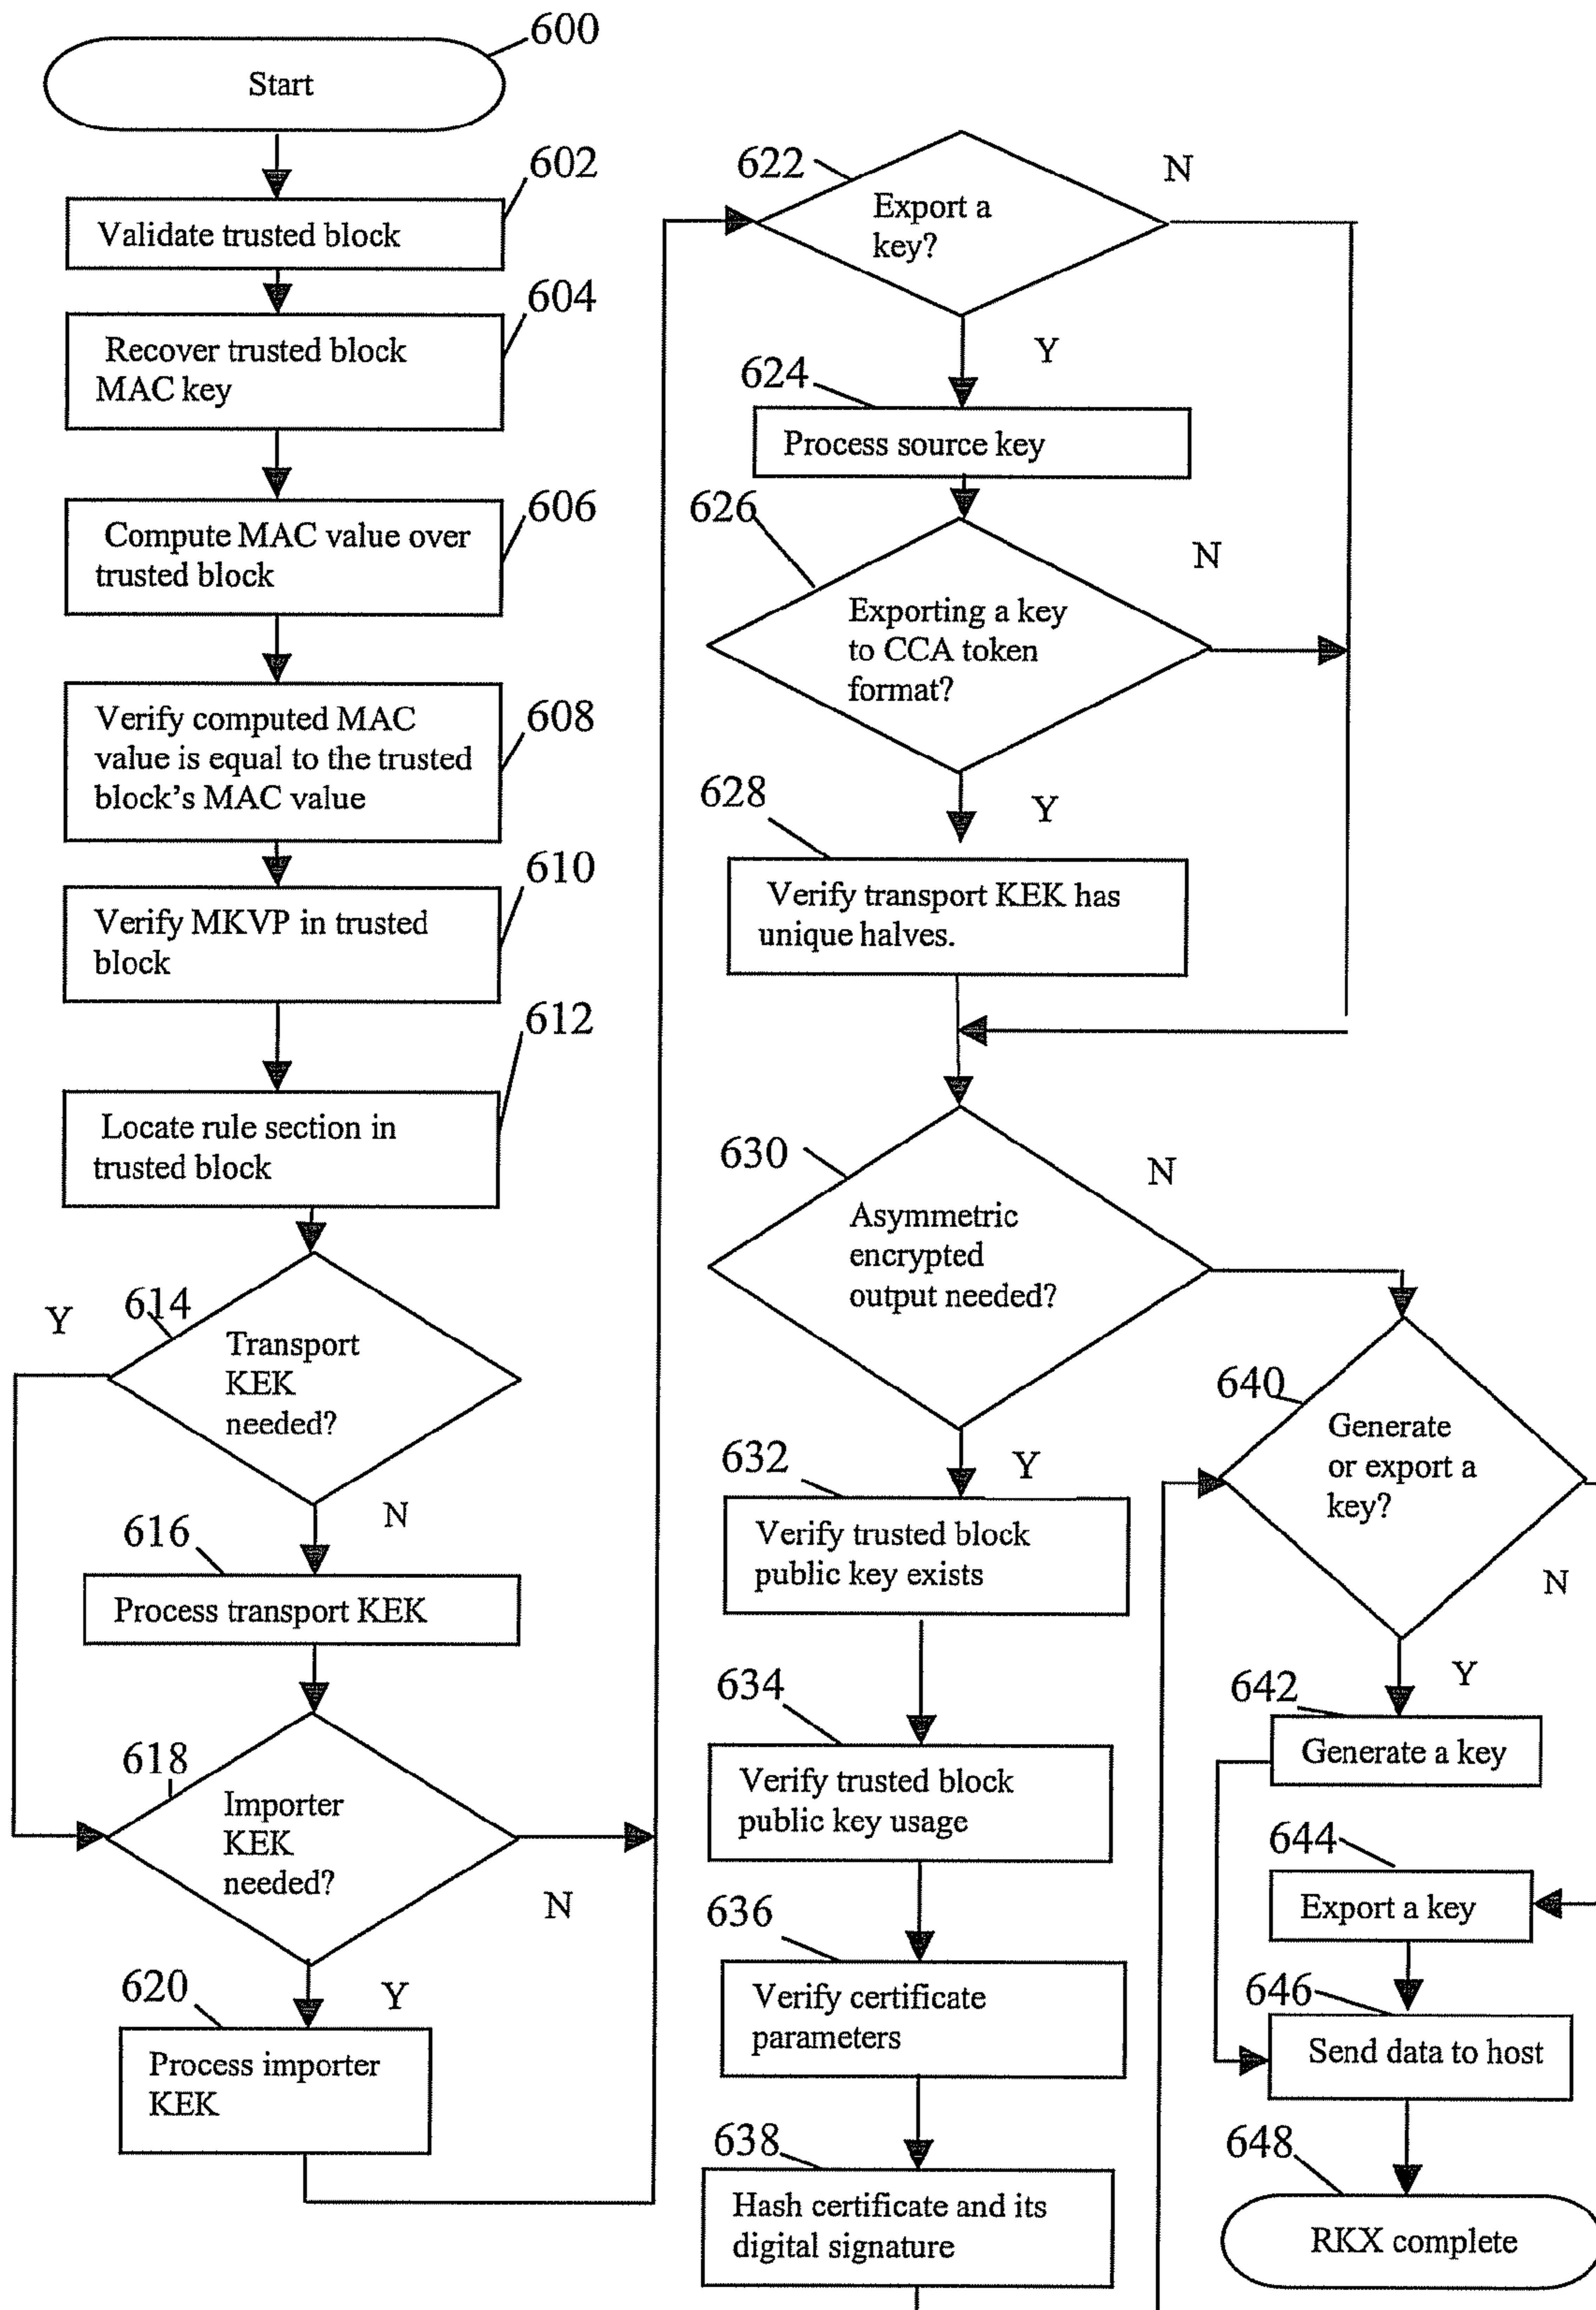 600
Start
602
Validate trusted block
604
Recover trusted block
MAC key
606
Compute MAC value over
trusted block
608
Verify computed MAC
value is equal to the trusted
block's MAC value
610
Verify MKVP in trusted
block
612
Locate rule section in
trusted block
614
Y
Transport
KEK
needed?
N
616
Process transport KEK
618
Importer
KEK
needed?
N
Y
620
Process importer
KEK
622
N
Export a
key?
Y
624
Process source key
626
N
Exporting a key
to CCA token
format?
Y
628
Verify transport KEK has
unique halves.
630
N
Asymmetric
encrypted
output needed?
Y
632
Verify trusted block
public key exists
634
Verify trusted block
public key usage
636
Verify certificate
parameters
638
Hash certificate and its
digital signature
640
Generate
or export a
key?
N
Y
642
Generate a key
644
Export a key
646
Send data to host
648
RKX complete